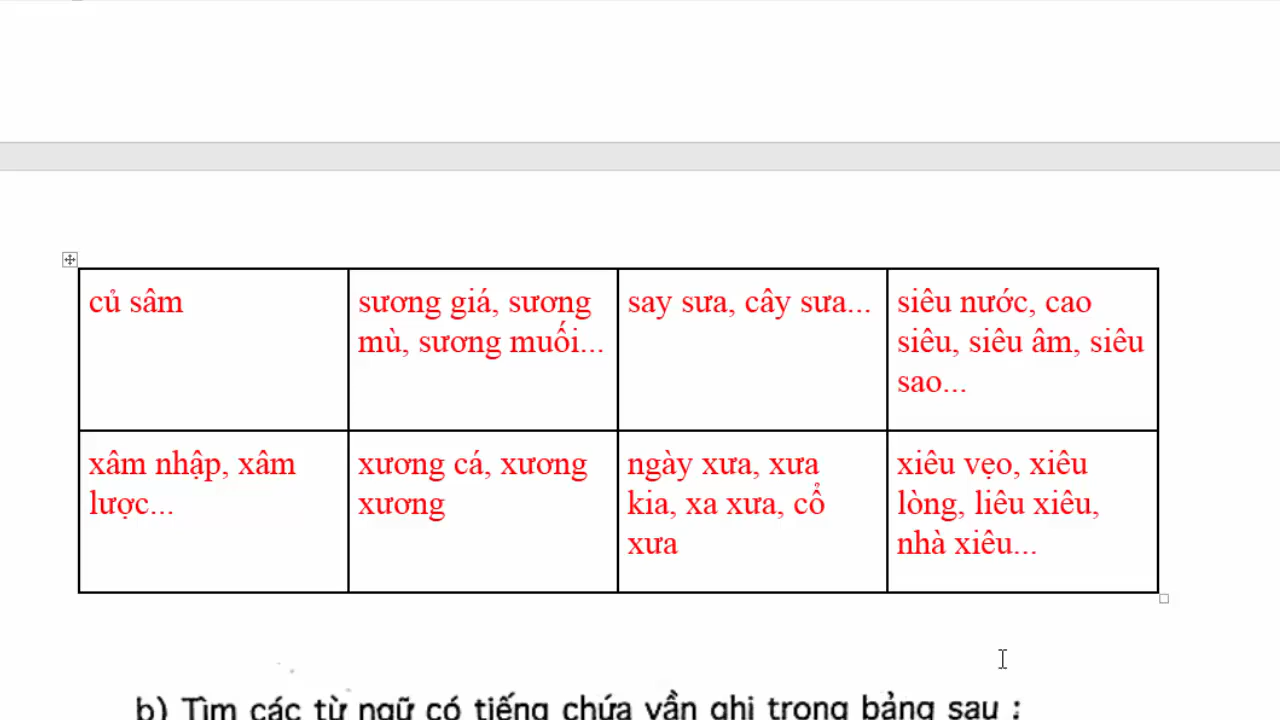 củ sâm
sương giá, sương
mù, sương muối...
say sưa, cây sưa...
siêu nước, cao
siêu, siêu âm, siêu
sao...
xâm nhập, xâm
lược...
xương cá, xương
xương
ngày xưa, xưa
kia, xa xưa, cổ
xưa
xiêu vẹo, xiêu
lòng, liêu xiêu,
nhà xiêu...
b) Tìm các từ ngữ có tiếng chứa vần ghi trong bảng sau :